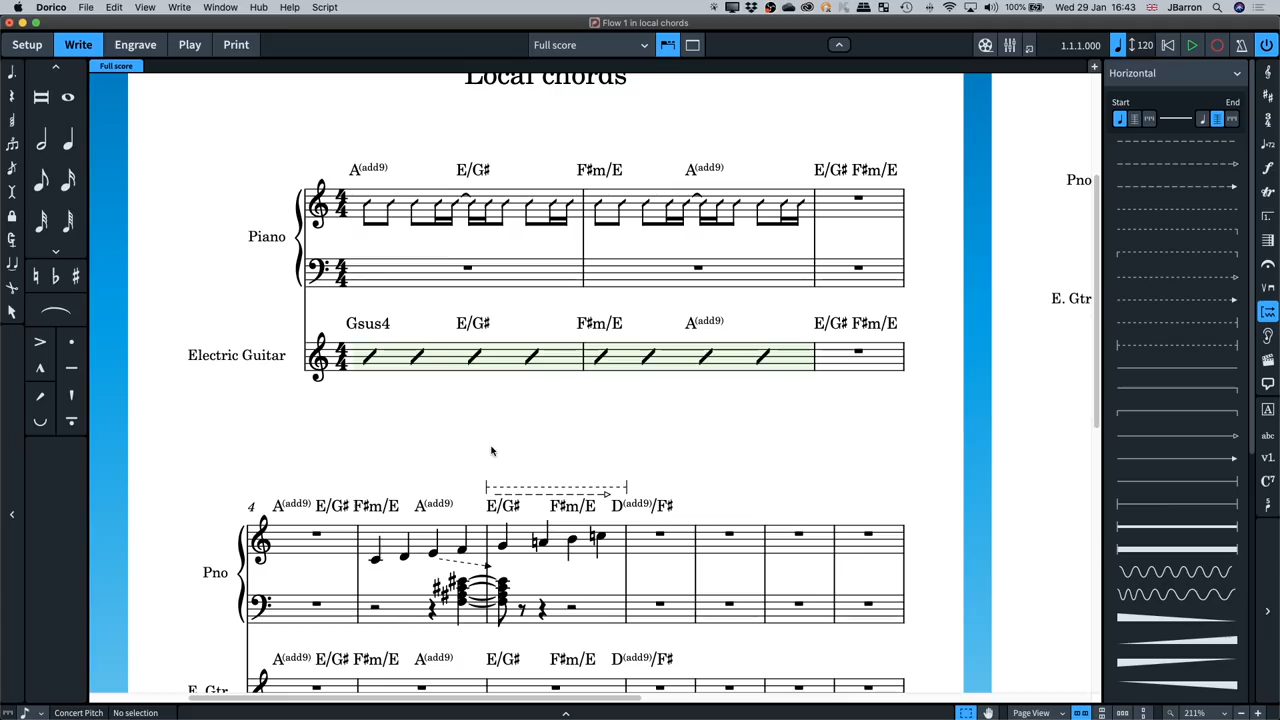 Dorico File Edit View Write Window Hub Help Script 100% Wed 29 Jan 16:43 JBarron
Flow 1 in local chords
Setup Write Engrave Play Print Full score 1.1.1.000 120
Full score
Horizontal
Start End
Local chords
A(add9) E/G♯ F♯m/E A(add9) E/G♯ F♯m/E
Piano
Pno
Gsus4 E/G♯ F♯m/E A(add9) E/G♯ F♯m/E
Electric Guitar
E. Gtr
4 A(add9) E/G♯ F♯m/E A(add9) E/G♯ F♯m/E D(add9)/F♯
Pno
A(add9) E/G♯ F♯m/E A(add9) E/G♯ F♯m/E D(add9)/F♯
E. Gtr
Concert Pitch No selection Page View 211%